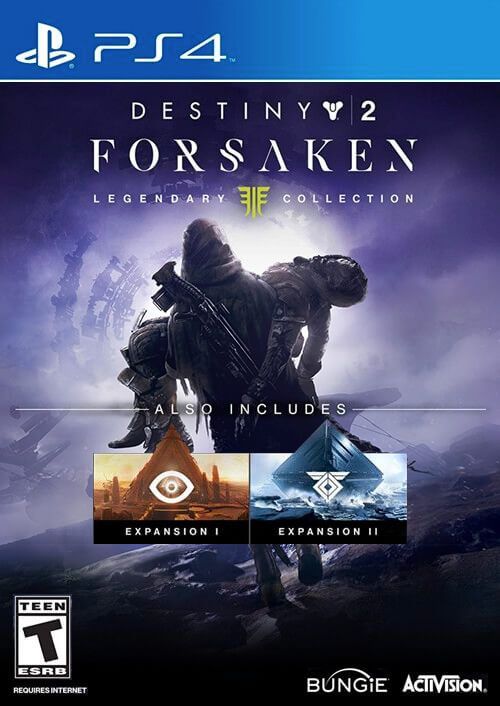 PS4
DESTINY 2
FORSAKEN
LEGENDARY COLLECTION
ALSO INCLUDES
EXPANSION I EXPANSION II
TEEN
T
ESRB
REQUIRES INTERNET
BUNGiE ACTIVISION.